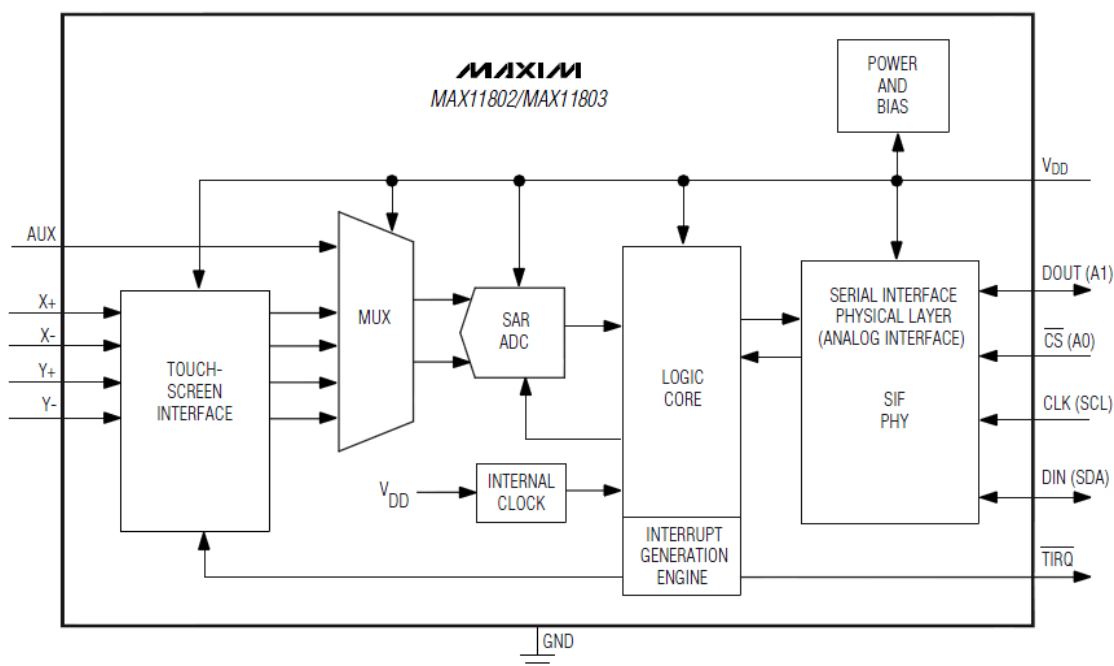 MAXIM
MAX11802/MAX11803
POWER
AND
BIAS
VDD
AUX
X+
X-
Y+
Y-
TOUCH-
SCREEN
INTERFACE
MUX
SAR
ADC
VDD
INTERNAL
CLOCK
LOGIC
CORE
INTERRUPT
GENERATION
ENGINE
SERIAL INTERFACE
PHYSICAL LAYER
(ANALOG INTERFACE)
SIF
PHY
DOUT (A1)
C̅S̅ (A0)
CLK (SCL)
DIN (SDA)
T̅I̅R̅Q̅
GND